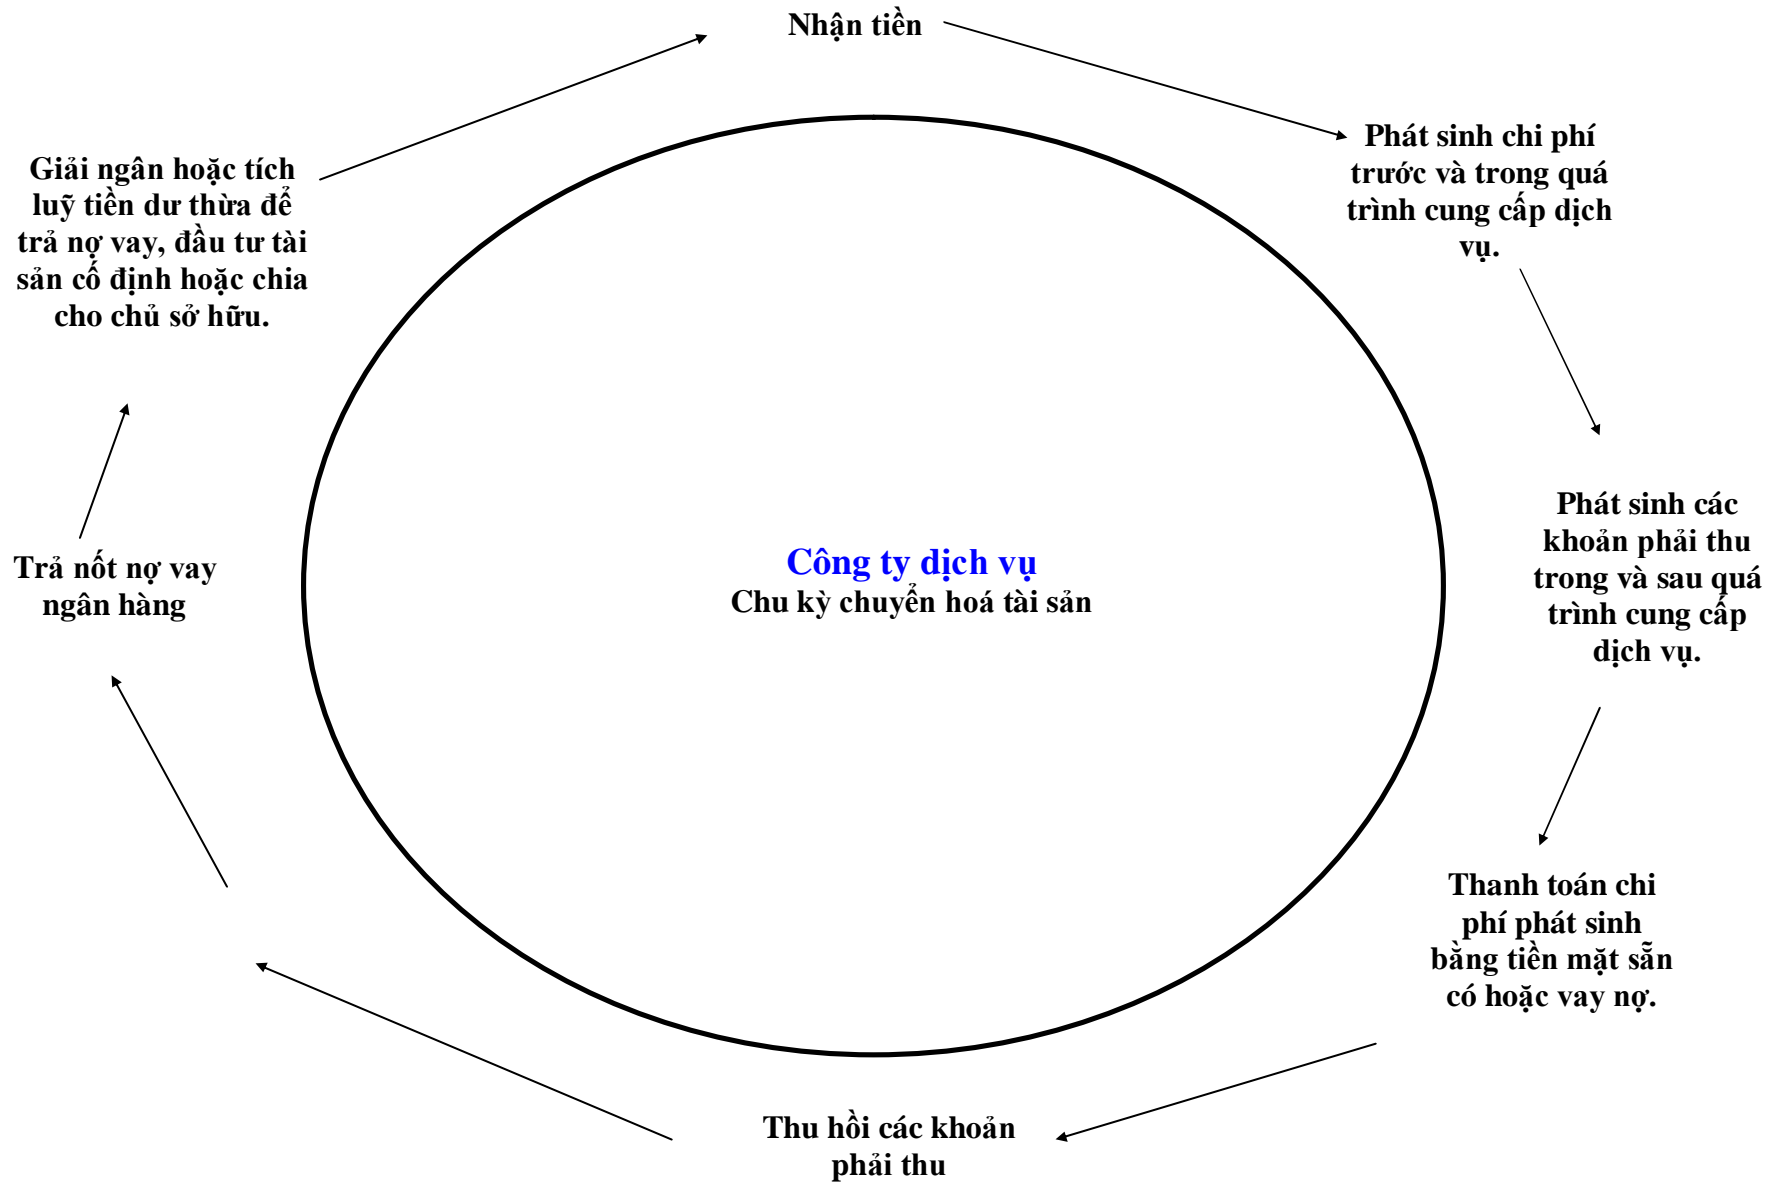 Nhận tiền
Phát sinh chi phí
trước và trong quá
trình cung cấp dịch
vụ.
Phát sinh các
khoản phải thu
trong và sau quá
trình cung cấp
dịch vụ.
Thanh toán chi
phí phát sinh
bằng tiền mặt sẵn
có hoặc vay nợ.
Thu hồi các khoản
phải thu
Trả nốt nợ vay
ngân hàng
Giải ngân hoặc tích
luỹ tiền dư thừa để
trả nợ vay, đầu tư tài
sản cố định hoặc chia
cho chủ sở hữu.
Công ty dịch vụ
Chu kỳ chuyển hoá tài sản